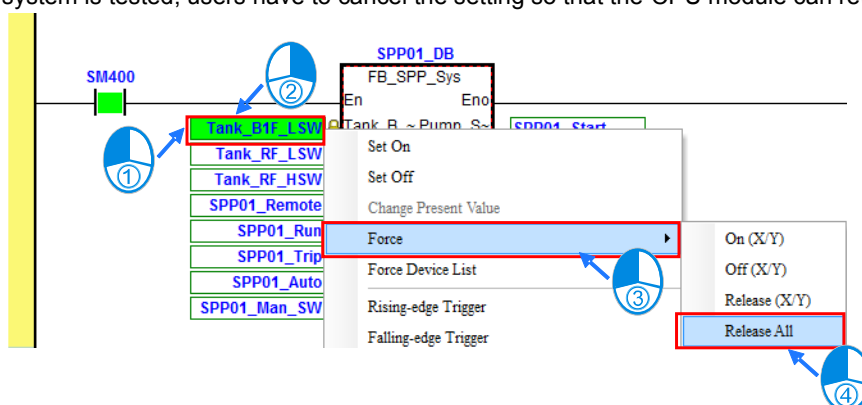 system is tested, users have to cancel the setting so that the CPU module can re
SPP01_DB
SM400
FB_SPP_Sys
②
En Eno
Tank_B1F_LSW Tank_B_~ Pump_S~ SPP01_Start
①
Tank_RF_LSW
Tank_RF_HSW
SPP01_Remote
SPP01_Run
SPP01_Trip
SPP01_Auto
SPP01_Man_SW
Set On
Set Off
Change Present Value
Force
Force Device List
Rising-edge Trigger
Falling-edge Trigger
③
On (X/Y)
Off (X/Y)
Release (X/Y)
Release All
④